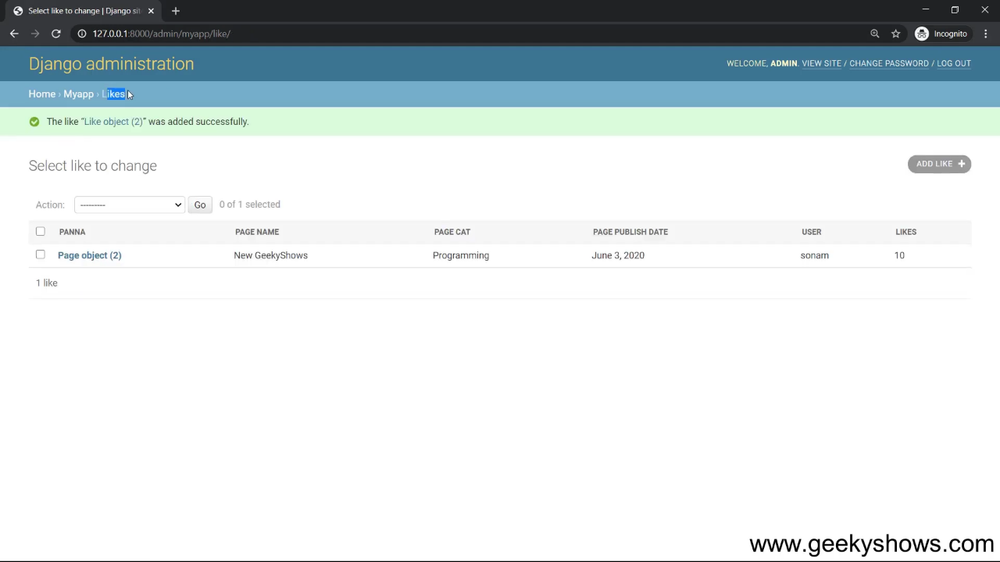 Select like to change | Django sit
127.0.0.1:8000/admin/myapp/like/
Incognito
Django administration
WELCOME, ADMIN. VIEW SITE / CHANGE PASSWORD / LOG OUT
Home › Myapp › Likes
The like “Like object (2)” was added successfully.
Select like to change
ADD LIKE +
Action: --------- Go 0 of 1 selected
PANNA PAGE NAME PAGE CAT PAGE PUBLISH DATE USER LIKES
Page object (2) New GeekyShows Programming June 3, 2020 sonam 10
1 like
www.geekyshows.com